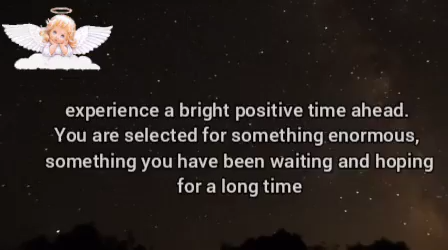 experience a bright positive time ahead.
You are selected for something enormous,
something you have been waiting and hoping
for a long time